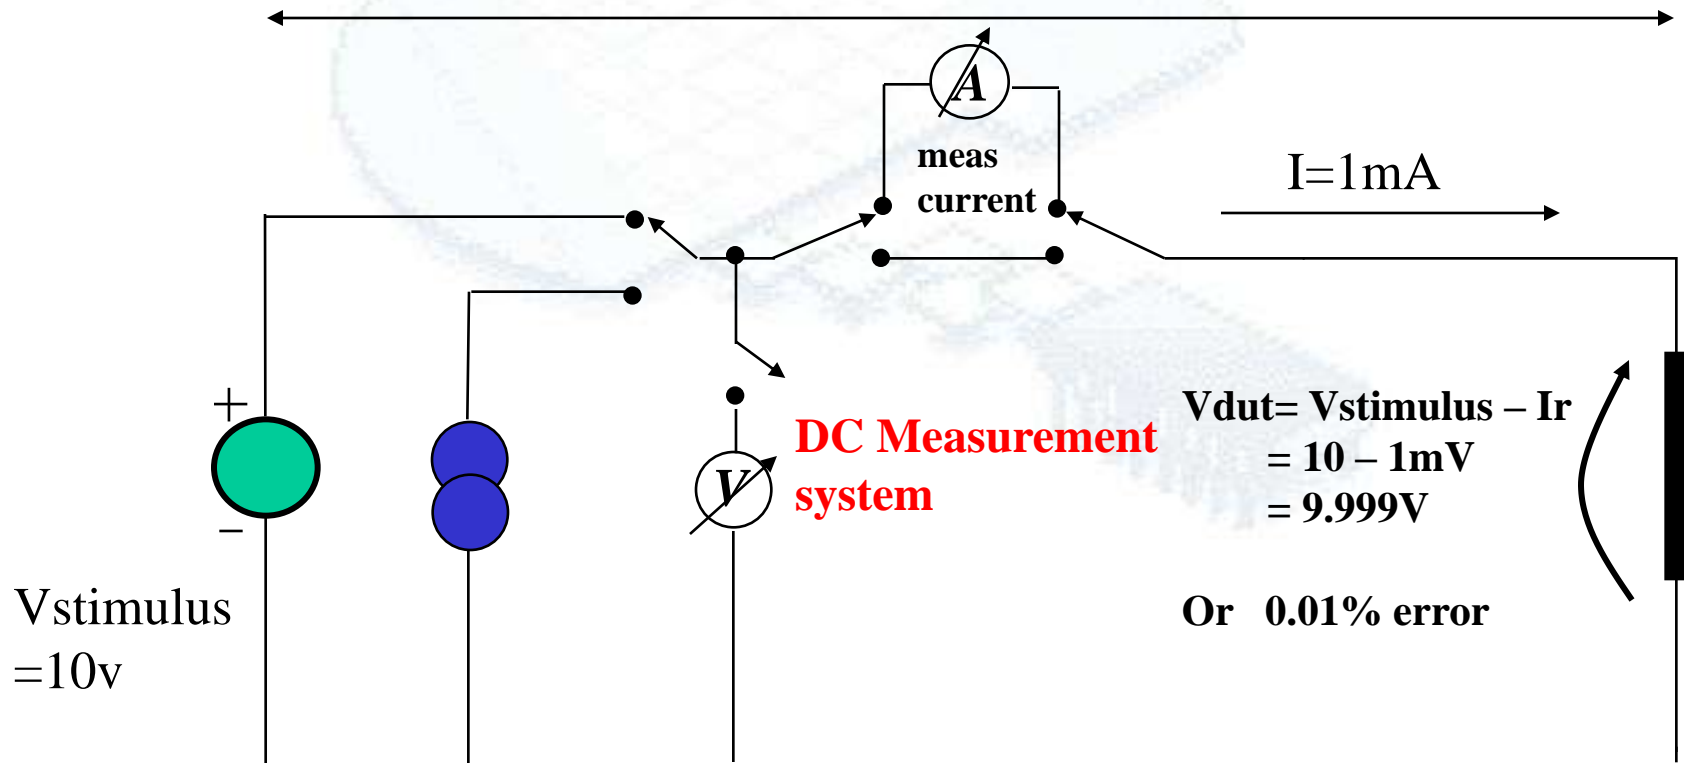 A
meas
current
I=1mA
+
–
V
DC Measurement
system
Vdut= Vstimulus – Ir
= 10 – 1mV
= 9.999V
Or 0.01% error
Vstimulus
=10v